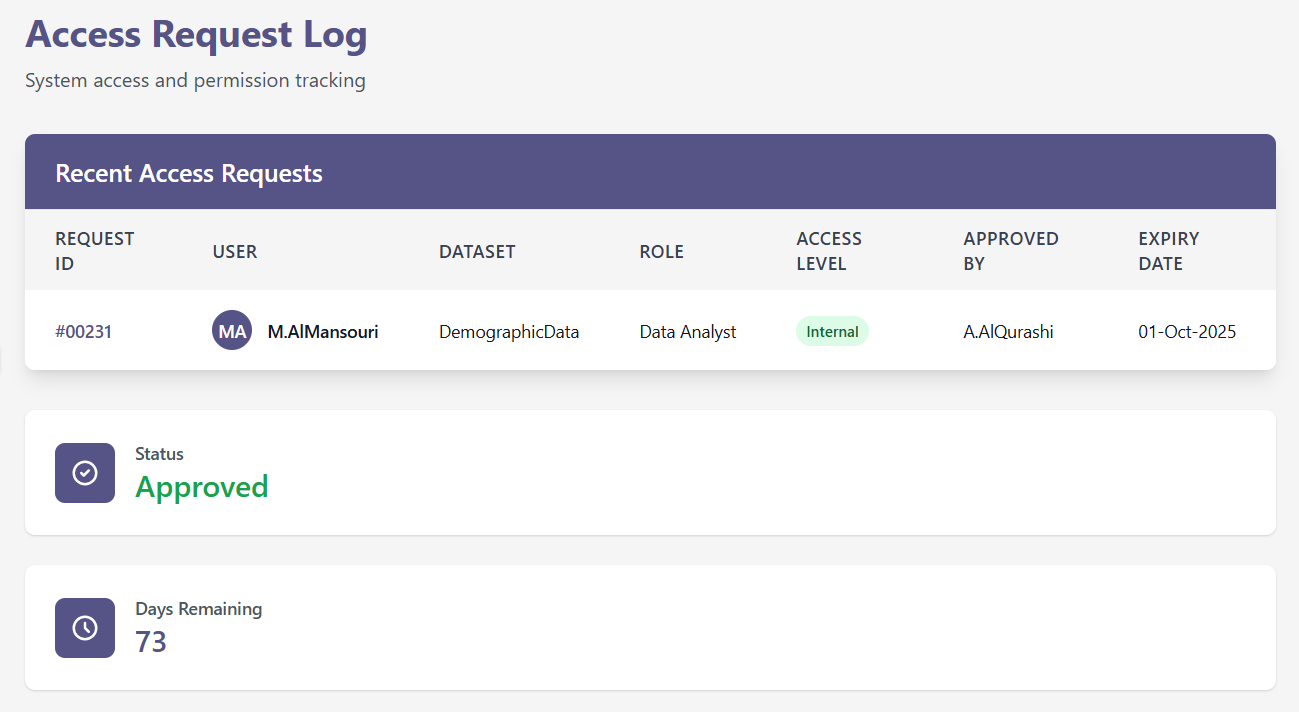 Access Request Log
System access and permission tracking
Recent Access Requests
REQUEST ID USER DATASET ROLE ACCESS LEVEL APPROVED BY EXPIRY DATE
#00231 MA M.AlMansouri DemographicData Data Analyst Internal A.AlQurashi 01-Oct-2025
Status
Approved
Days Remaining
73